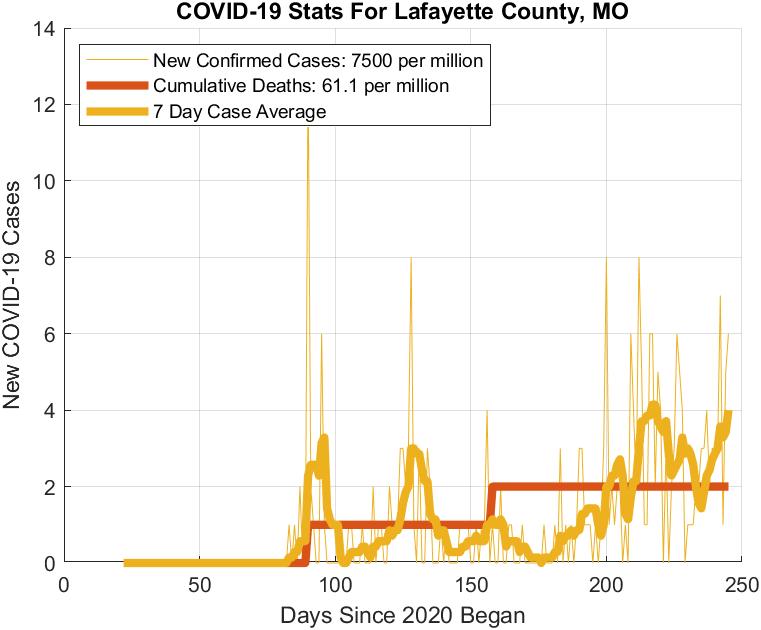 COVID-19 Stats For Lafayette County, MO
New Confirmed Cases: 7500 per million
Cumulative Deaths: 61.1 per million
7 Day Case Average
14
12
10
8
6
4
2
0
New COVID-19 Cases
0 50 100 150 200 250
Days Since 2020 Began